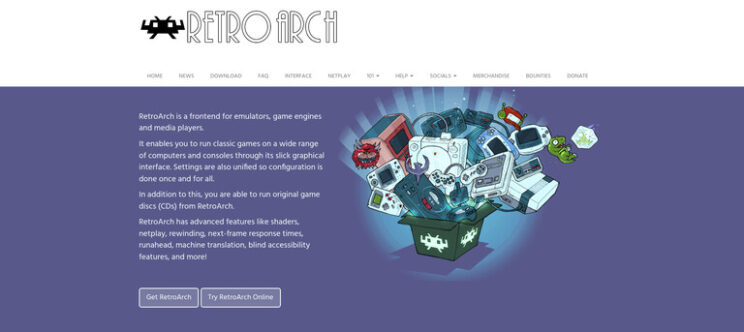 RETROARCH
HOME NEWS DOWNLOAD FAQ INTERFACE NETPLAY 101 HELP SOCIALS MERCHANDISE BOUNTIES DONATE
RetroArch is a frontend for emulators, game engines
and media players.
It enables you to run classic games on a wide range
of computers and consoles through its slick graphical
interface. Settings are also unified so configuration is
done once and for all.
In addition to this, you are able to run original game
discs (CDs) from RetroArch.
RetroArch has advanced features like shaders,
netplay, rewinding, next-frame response times,
runahead, machine translation, blind accessibility
features, and more!
Get RetroArch Try RetroArch Online